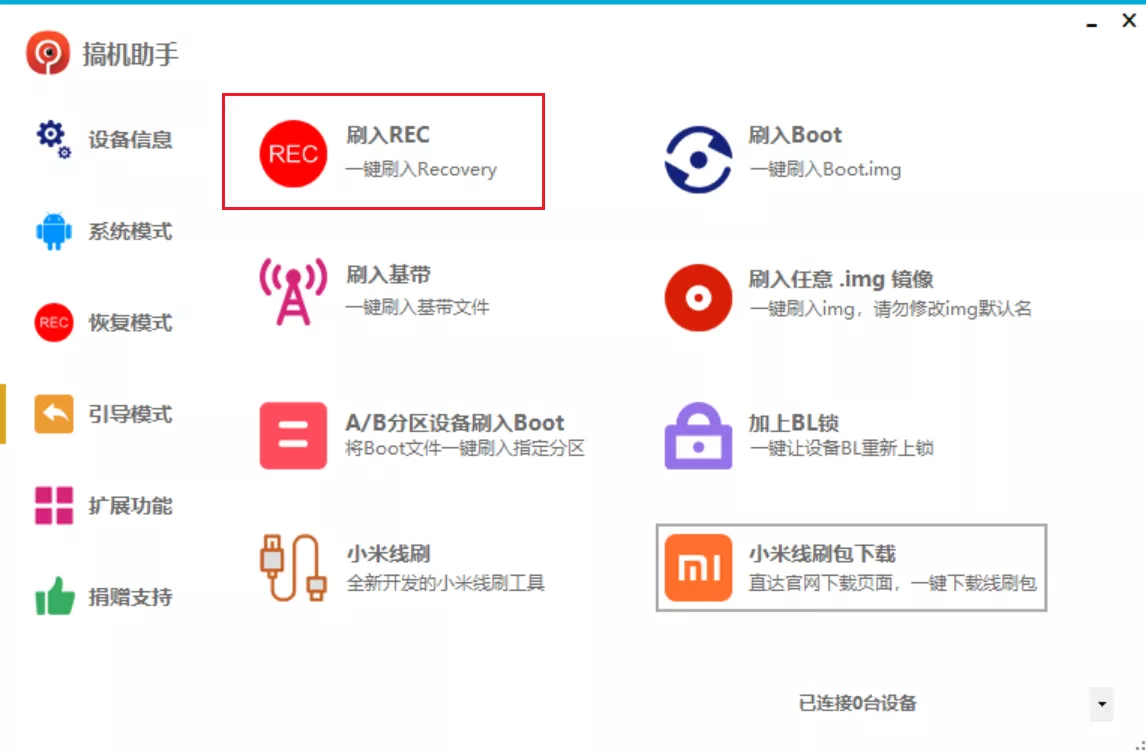 搞机助手
设备信息
系统模式
REC
恢复模式
引导模式
扩展功能
捐赠支持
REC
刷入REC
一键刷入Recovery
刷入Boot
一键刷入Boot.img
刷入基带
一键刷入基带文件
刷入任意 .img 镜像
一键刷入img，请勿修改img默认名
A/B分区设备刷入Boot
将Boot文件一键刷入指定分区
加上BL锁
一键让设备BL重新上锁
小米线刷
全新开发的小米线刷工具
小米线刷包下载
直达官网下载页面，一键下载线刷包
已连接0台设备